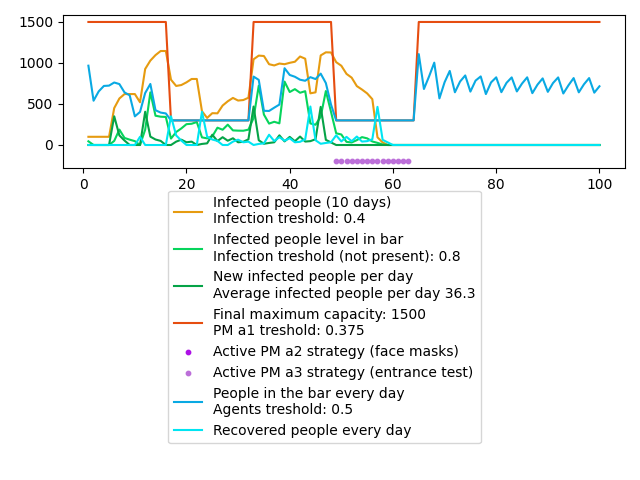 1500
1000
500
0
0
20
40
60
80
100
Infected people (10 days)
Infection treshold: 0.4
Infected people level in bar
Infection treshold (not present): 0.8
New infected people per day
Average infected people per day 36.3
Final maximum capacity: 1500
PM a1 treshold: 0.375
Active PM a2 strategy (face masks)
Active PM a3 strategy (entrance test)
People in the bar every day
Agents treshold: 0.5
Recovered people every day